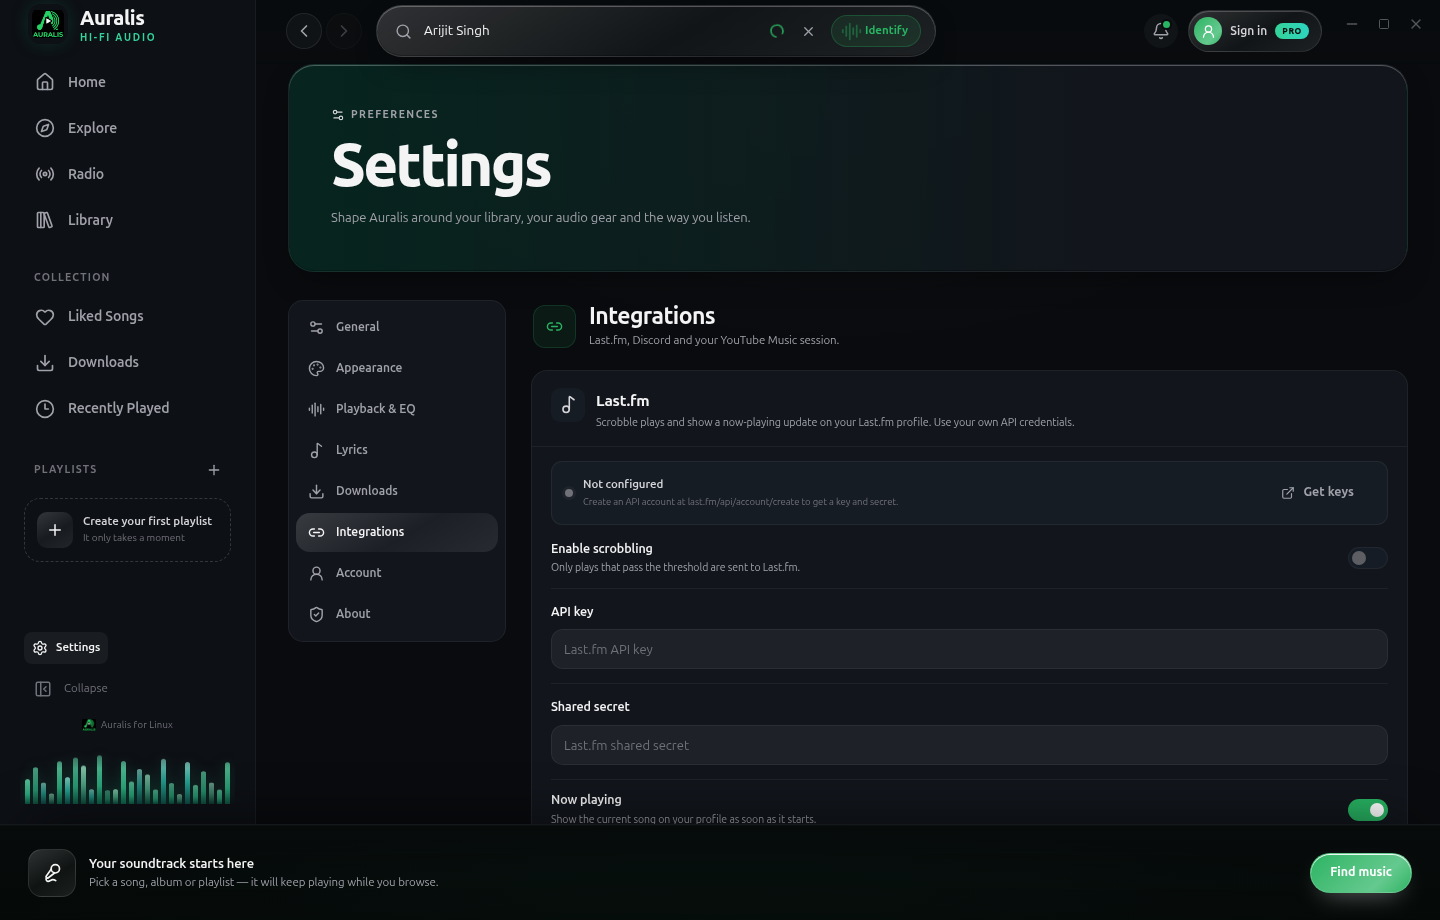 Auralis
HI-FI AUDIO
AURALIS
Home
Explore
Radio
Library
COLLECTION
Liked Songs
Downloads
Recently Played
PLAYLISTS
Create your first playlist
It only takes a moment
Settings
Collapse
Auralis for Linux
Arijit Singh
Identify
Sign in
PRO
PREFERENCES
Settings
Shape Auralis around your library, your audio gear and the way you listen.
General
Appearance
Playback & EQ
Lyrics
Downloads
Integrations
Account
About
Integrations
Last.fm, Discord and your YouTube Music session.
Last.fm
Scrobble plays and show a now-playing update on your Last.fm profile. Use your own API credentials.
Not configured
Create an API account at last.fm/api/account/create to get a key and secret.
Get keys
Enable scrobbling
Only plays that pass the threshold are sent to Last.fm.
API key
Last.fm API key
Shared secret
Last.fm shared secret
Now playing
Show the current song on your profile as soon as it starts.
Your soundtrack starts here
Pick a song, album or playlist — it will keep playing while you browse.
Find music